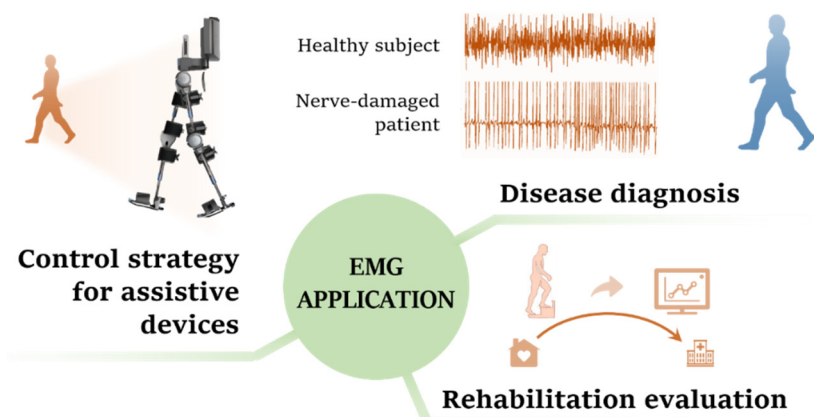 Healthy subject
Nerve-damaged
patient
Disease diagnosis
Control strategy
for assistive
devices
EMG
APPLICATION
Rehabilitation evaluation